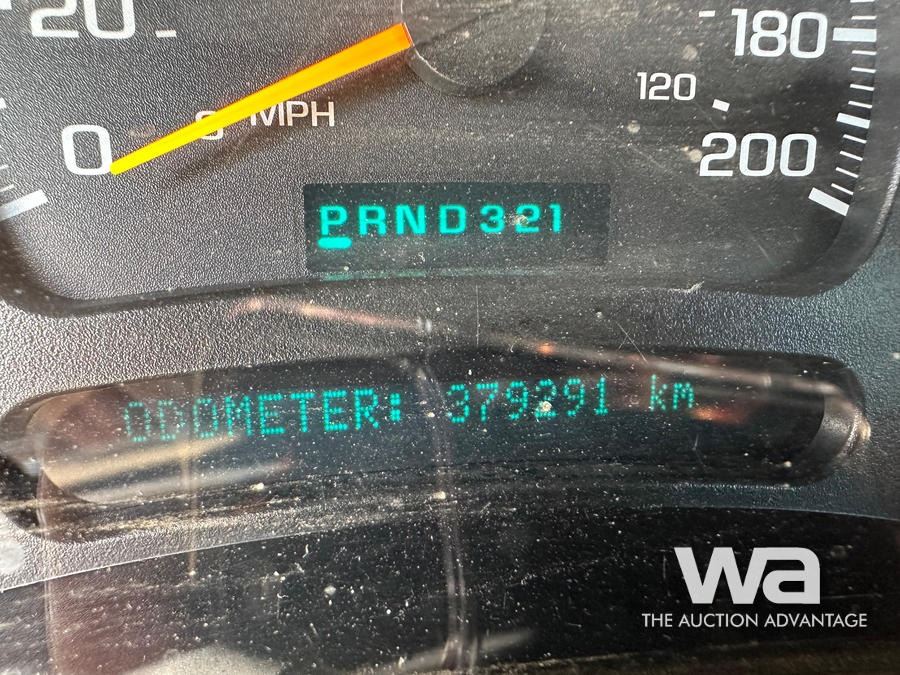 20
180
120
MPH
0
200
PRND321
ODOMETER: 379291 km
wa
THE AUCTION ADVANTAGE